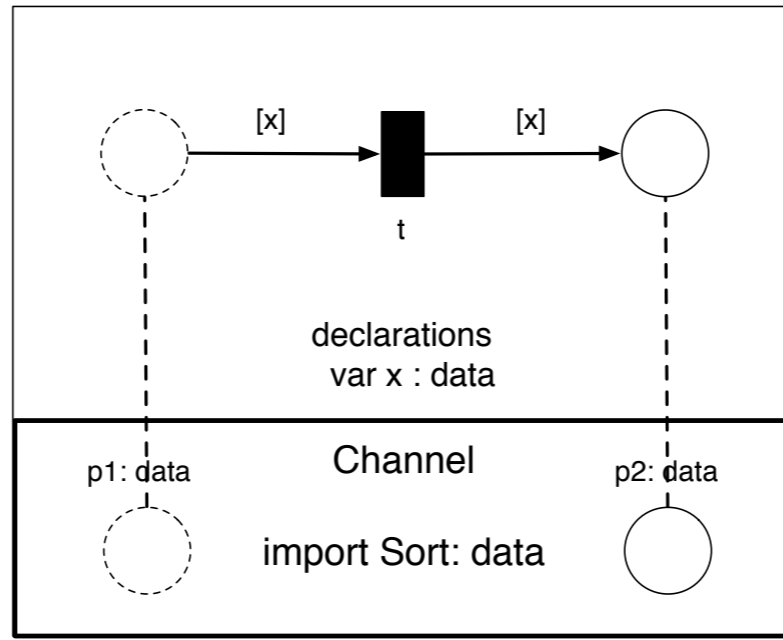 [x] [x]
t
declarations
var x : data
Channel
p1: data p2: data
import Sort: data